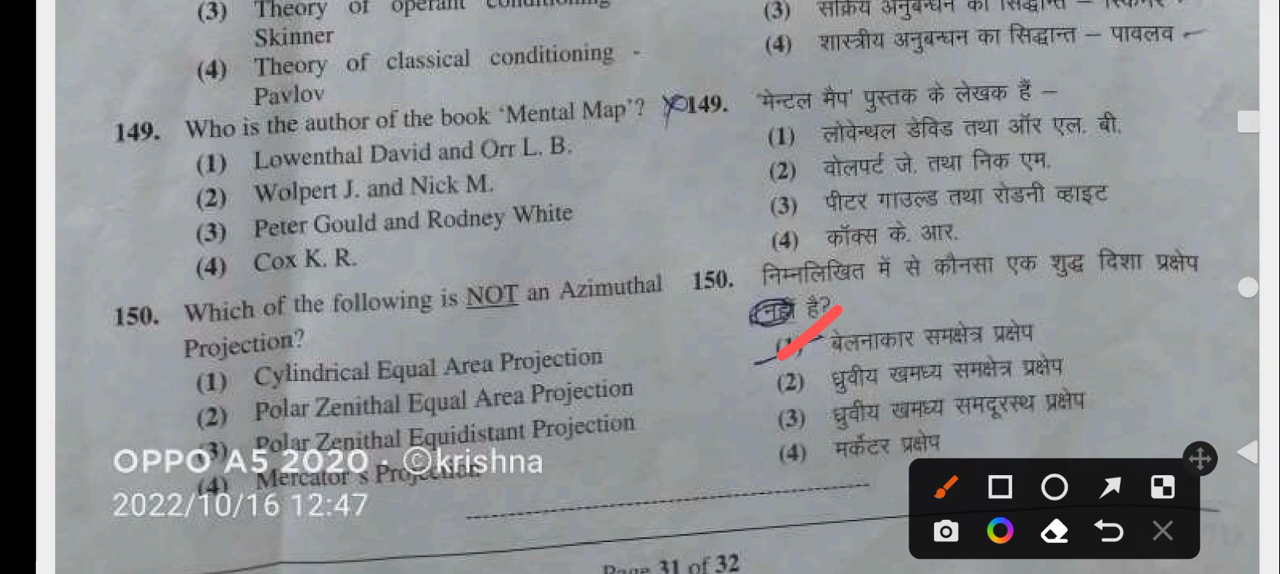 (3) Theory of operant conditioning
Skinner
(4) Theory of classical conditioning -
Pavlov
149. Who is the author of the book ‘Mental Map’?
(1) Lowenthal David and Orr L. B.
(2) Wolpert J. and Nick M.
(3) Peter Gould and Rodney White
(4) Cox K. R.
150. Which of the following is NOT an Azimuthal
Projection?
(1) Cylindrical Equal Area Projection
(2) Polar Zenithal Equal Area Projection
(3) Polar Zenithal Equidistant Projection
(4) Mercator's Projection
(3) सक्रिय अनुबन्धन का सिद्धान्त – स्किनर
(4) शास्त्रीय अनुबन्धन का सिद्धान्त – पावलव
149. 'मेन्टल मैप' पुस्तक के लेखक हैं –
(1) लोवेन्थल डेविड तथा ऑर एल. बी.
(2) वोलपर्ट जे. तथा निक एम.
(3) पीटर गाउल्ड तथा रोडनी व्हाइट
(4) कॉक्स के. आर.
150. निम्नलिखित में से कौनसा एक शुद्ध दिशा प्रक्षेप
नहीं है?
(1) बेलनाकार समक्षेत्र प्रक्षेप
(2) ध्रुवीय खमध्य समक्षेत्र प्रक्षेप
(3) ध्रुवीय खमध्य समदूरस्थ प्रक्षेप
(4) मर्केटर प्रक्षेप
OPPO A5 2020 · ©krishna
2022/10/16 12:47
Page 31 of 32